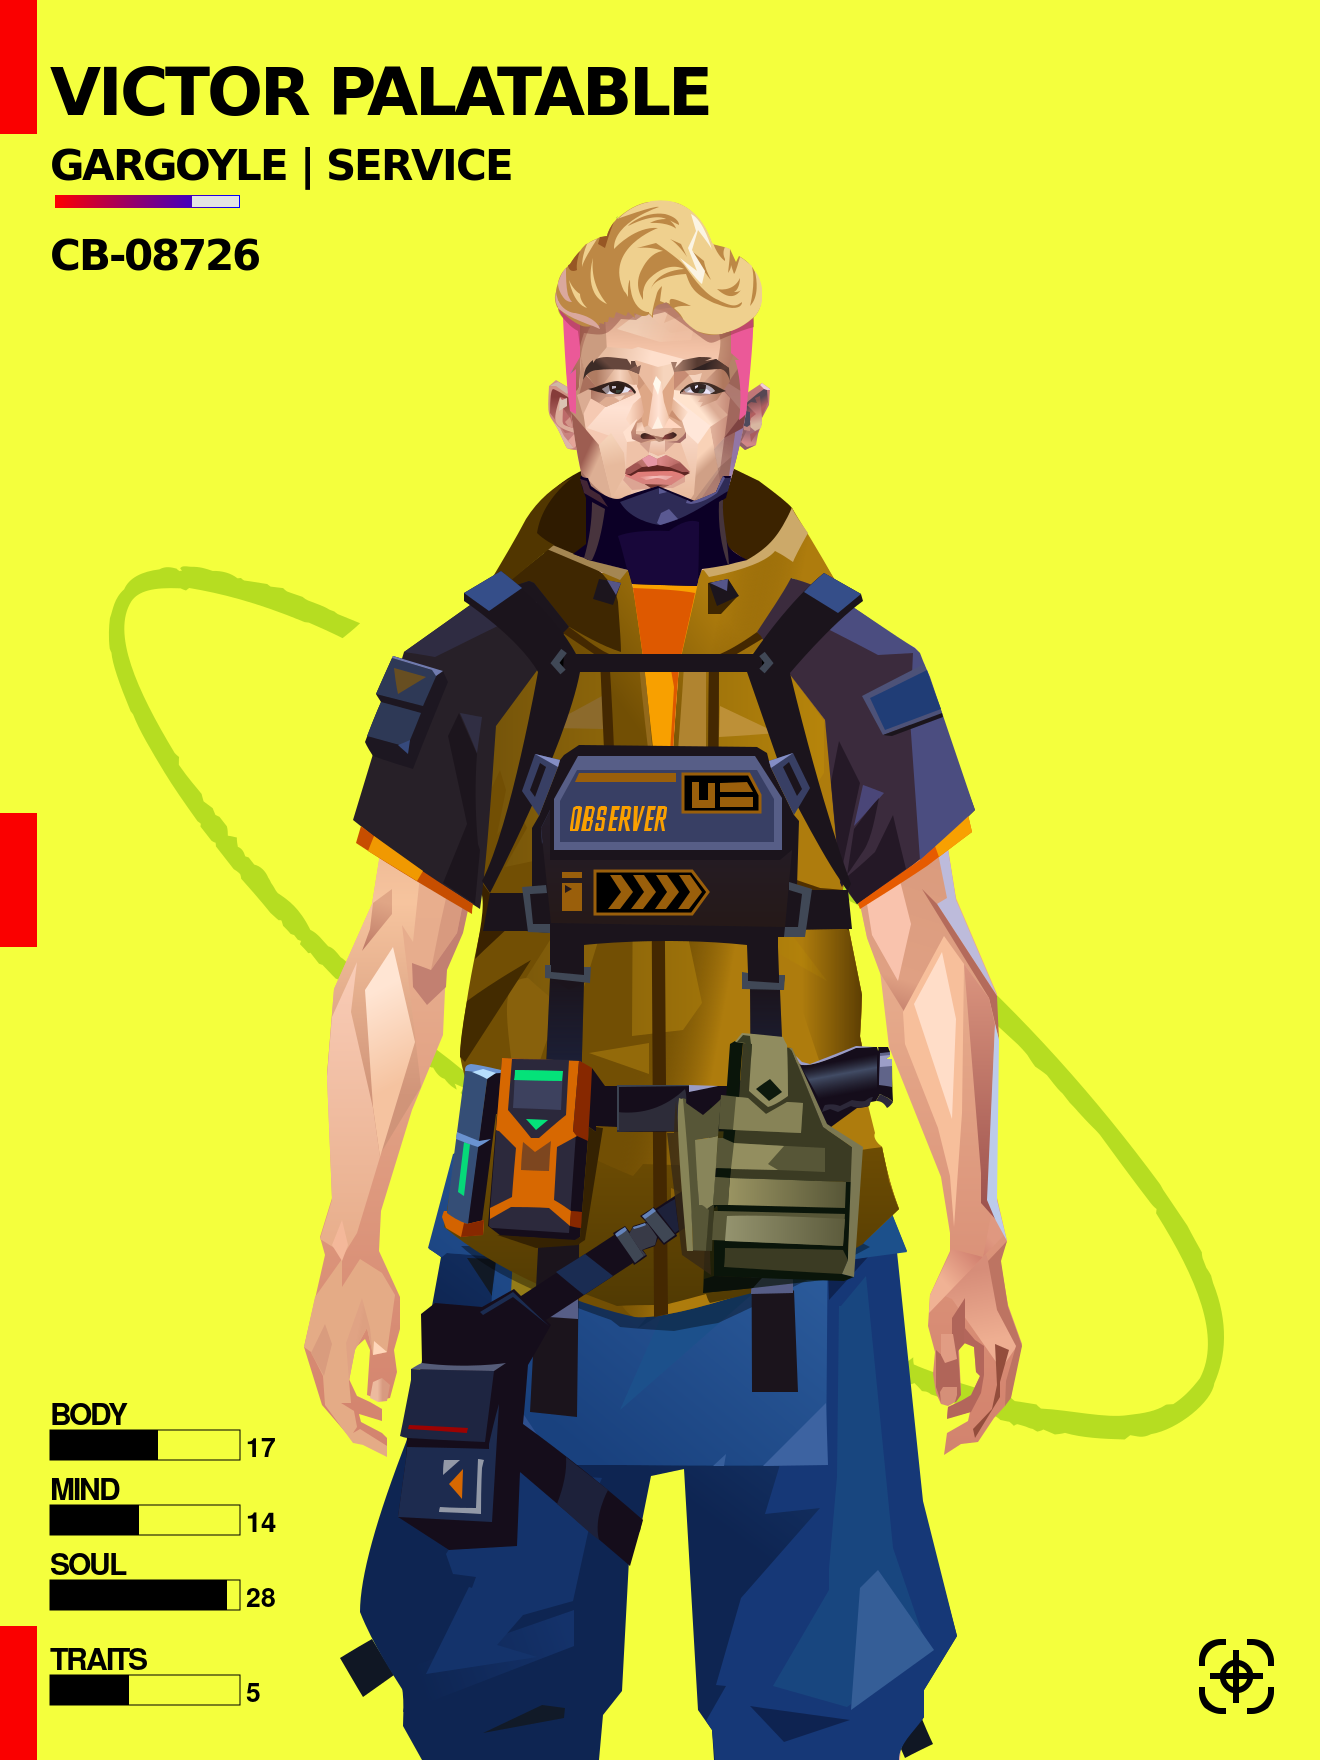 VICTOR PALATABLE
GARGOYLE | SERVICE
CB-08726
OBSERVER
BODY
17
MIND
14
SOUL
28
TRAITS
5